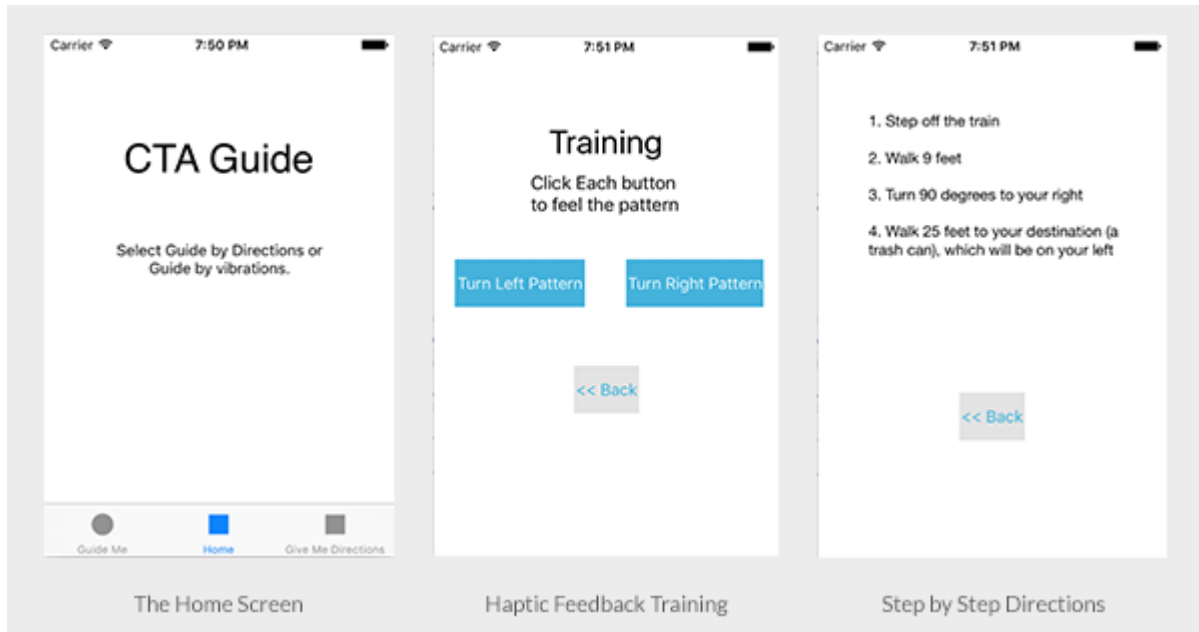 Carrier 7:50 PM
CTA Guide
Select Guide by Directions or
Guide by vibrations.
Guide Me Home Give Me Directions
The Home Screen
Carrier 7:51 PM
Training
Click Each button
to feel the pattern
Turn Left Pattern Turn Right Pattern
<< Back
Haptic Feedback Training
Carrier 7:51 PM
1. Step off the train
2. Walk 9 feet
3. Turn 90 degrees to your right
4. Walk 25 feet to your destination (a
trash can), which will be on your left
<< Back
Step by Step Directions